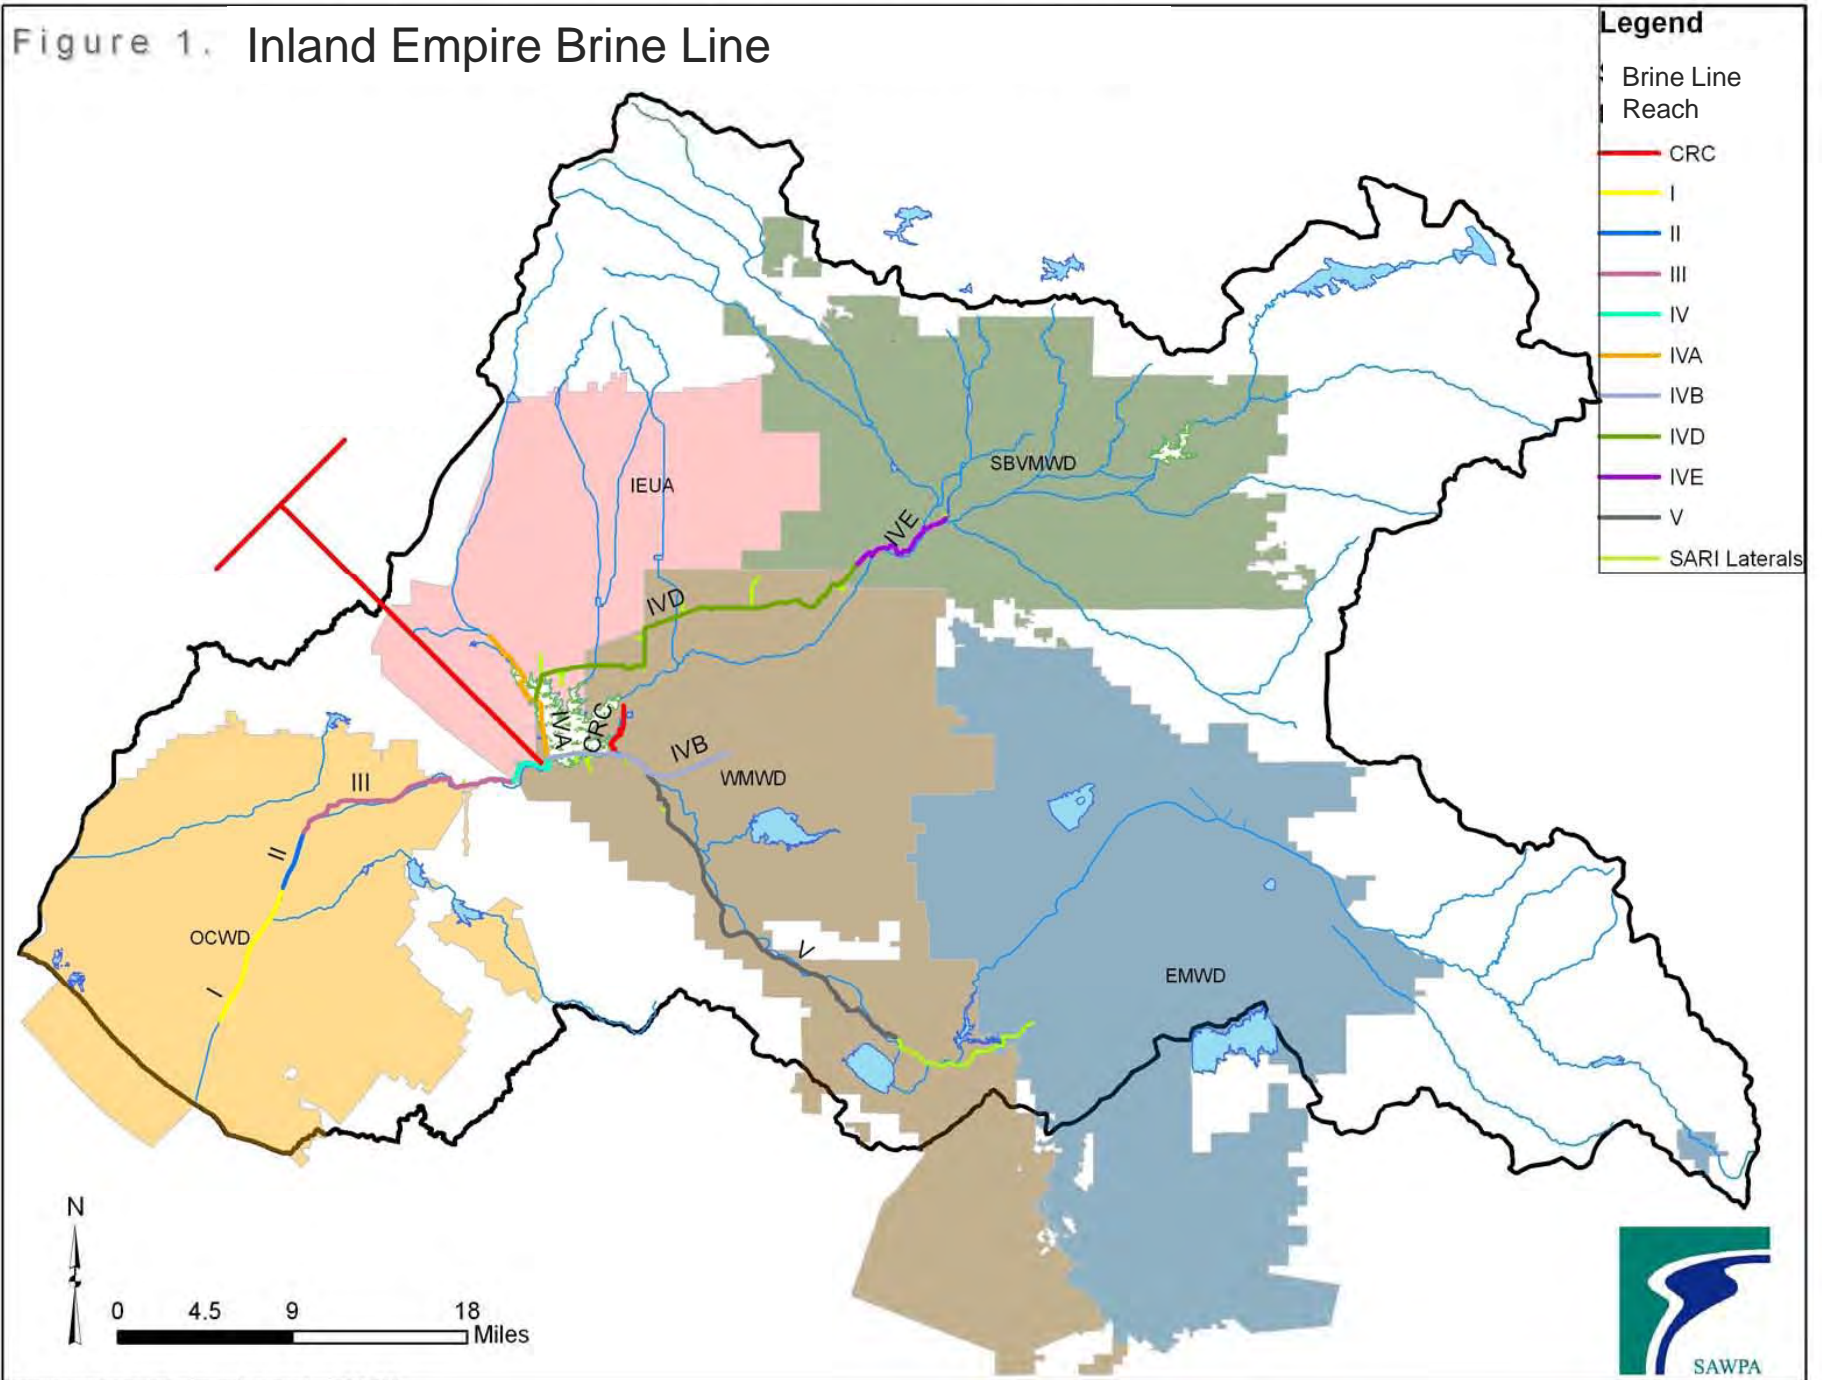 Figure 1. Inland Empire Brine Line
Legend
Brine Line
Reach
CRC
I
II
III
IV
IVA
IVB
IVD
IVE
V
SARI Laterals
SBVMWD
IEUA
IVE
IVD
IVA
CRC
IVB
WMWD
III
II
OCWD
I
V
EMWD
N
0 4.5 9 18
Miles
SAWPA